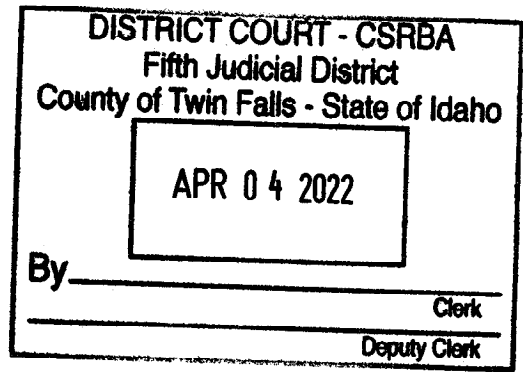 DISTRICT COURT - CSRBA
Fifth Judicial District
County of Twin Falls - State of Idaho
APR 04 2022
By
Clerk
Deputy Clerk